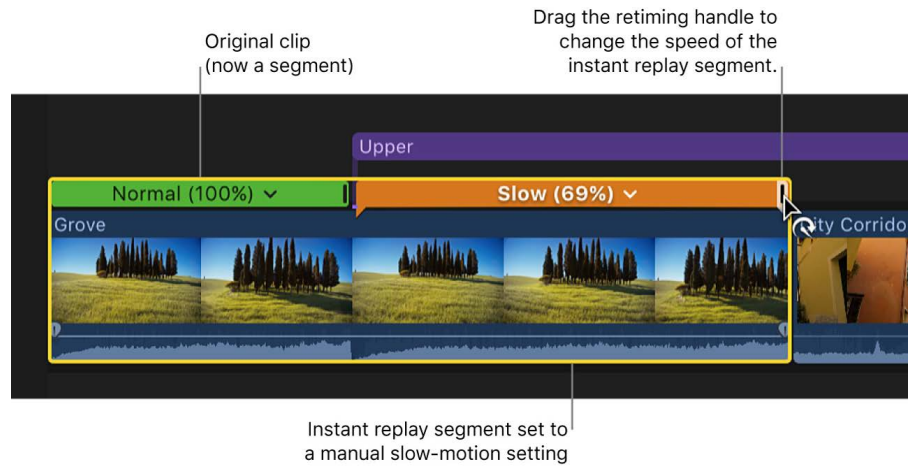 Original clip
(now a segment)
Drag the retiming handle to
change the speed of the
instant replay segment.
Upper
Normal (100%)
Slow (69%)
Grove
ity Corrido
Instant replay segment set to
a manual slow-motion setting